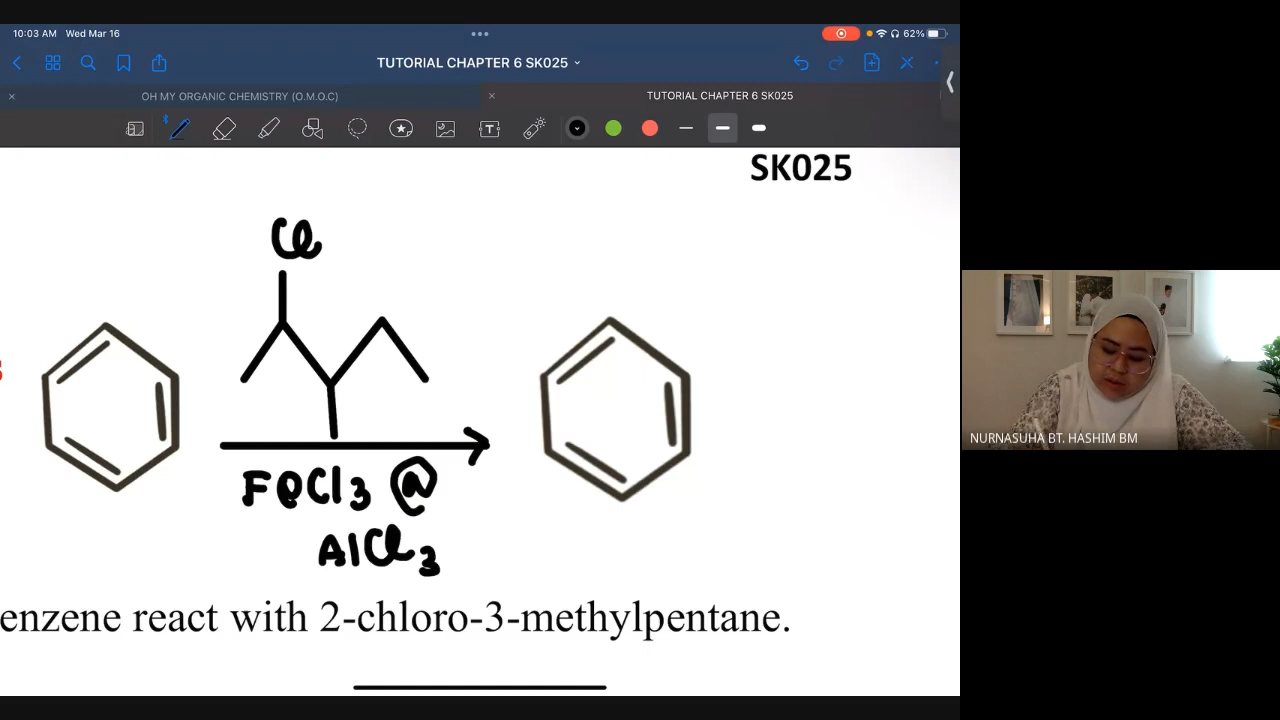 10:03 AM Wed Mar 16
62%
TUTORIAL CHAPTER 6 SK025
OH MY ORGANIC CHEMISTRY (O.M.O.C)
TUTORIAL CHAPTER 6 SK025
T
SK025
Cl
FeCl3 @
AlCl3
enzene react with 2-chloro-3-methylpentane.
NURNASUHA BT. HASHIM BM